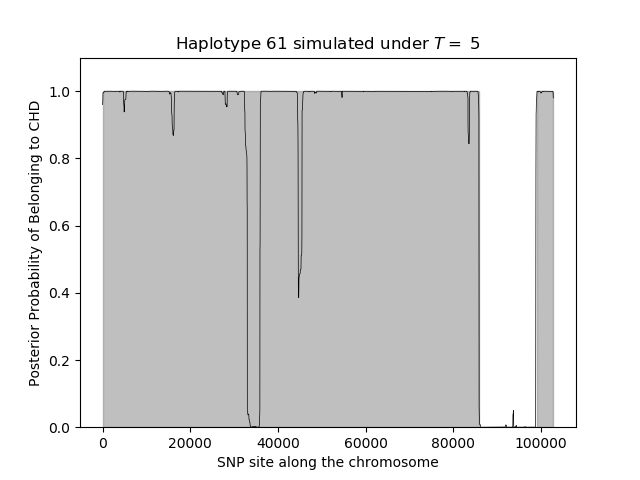 Haplotype 61 simulated under T = 5
Posterior Probability of Belonging to CHD
1.0
0.8
0.6
0.4
0.2
0.0
0 20000 40000 60000 80000 100000
SNP site along the chromosome